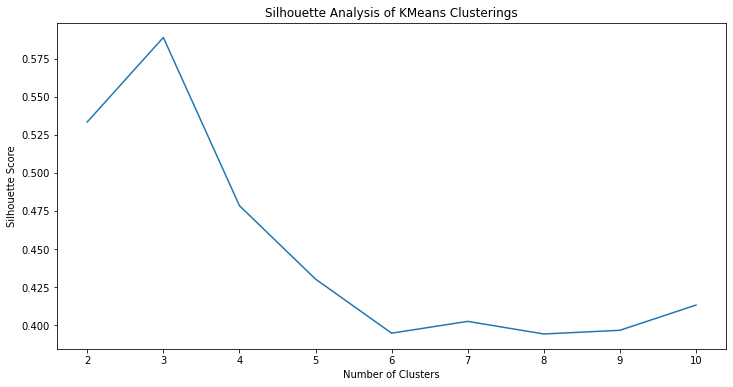 Silhouette Analysis of KMeans Clusterings
0.575
0.550
0.525
0.500
0.475
0.450
0.425
0.400
Silhouette Score
2 3 4 5 6 7 8 9 10
Number of Clusters